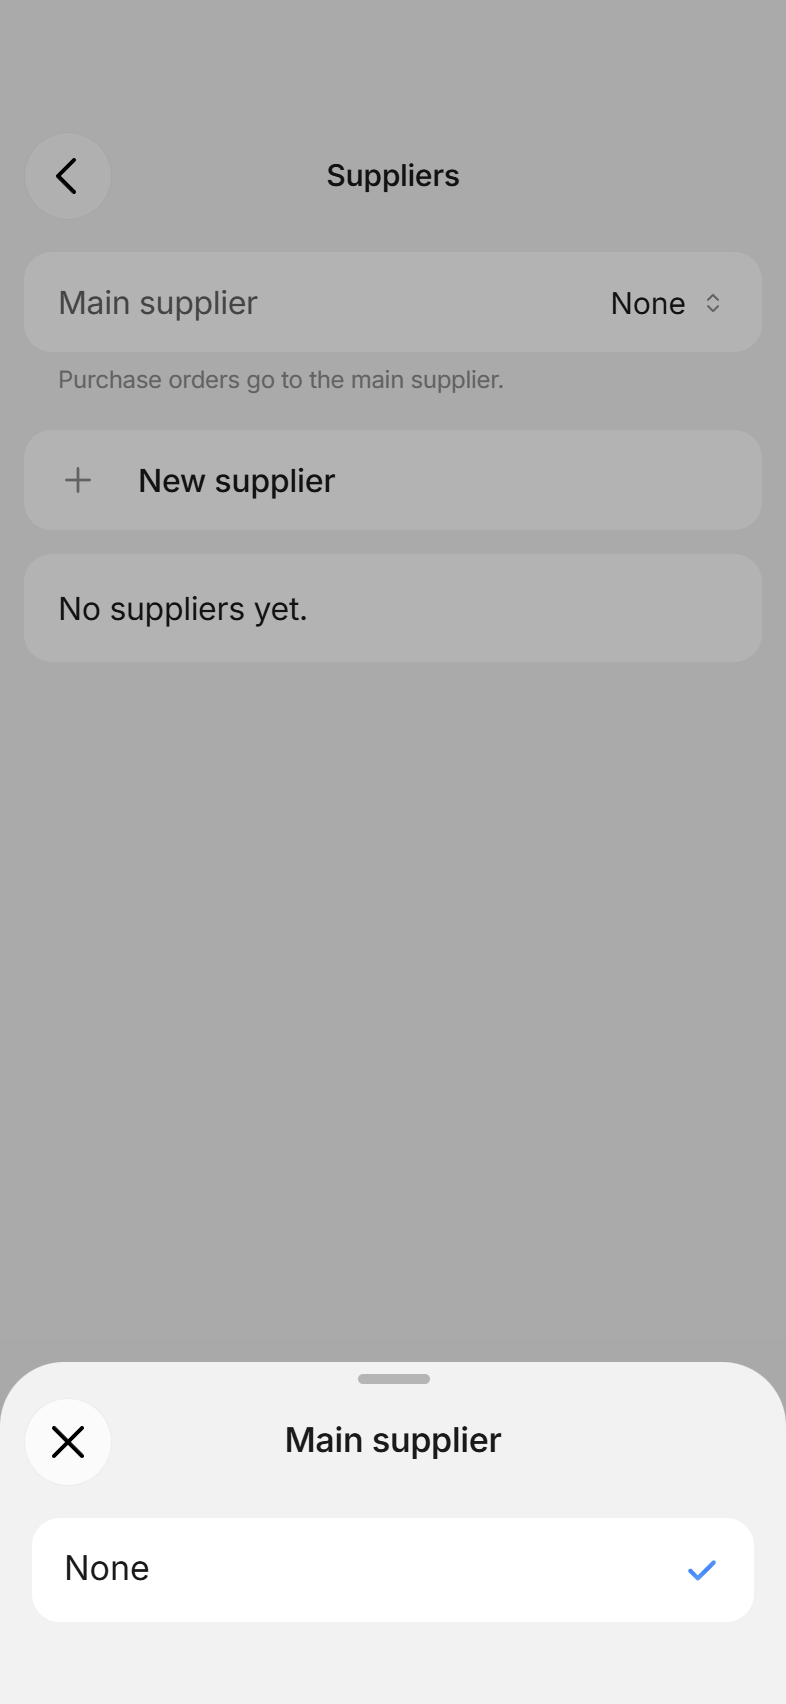 Suppliers
Main supplier None
Purchase orders go to the main supplier.
New supplier
No suppliers yet.
Main supplier
None